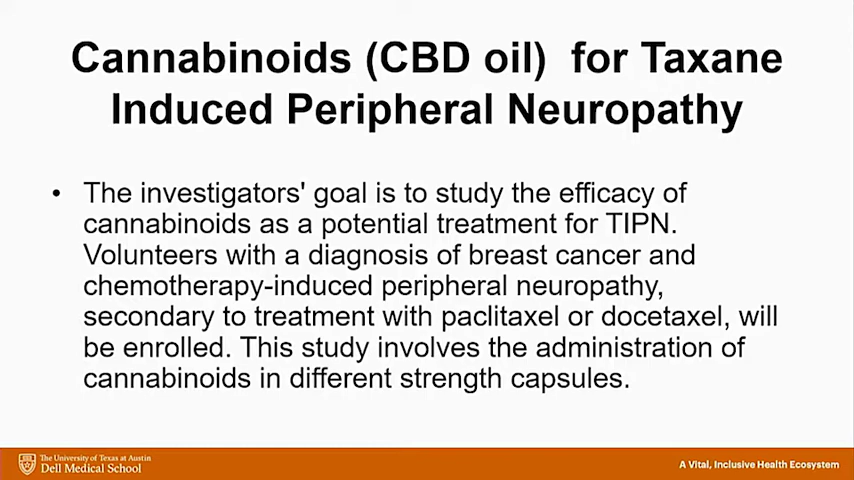 Cannabinoids (CBD oil) for Taxane
Induced Peripheral Neuropathy
• The investigators' goal is to study the efficacy of
cannabinoids as a potential treatment for TIPN.
Volunteers with a diagnosis of breast cancer and
chemotherapy-induced peripheral neuropathy,
secondary to treatment with paclitaxel or docetaxel, will
be enrolled. This study involves the administration of
cannabinoids in different strength capsules.
The University of Texas at Austin
Dell Medical School
A Vital, Inclusive Health Ecosystem